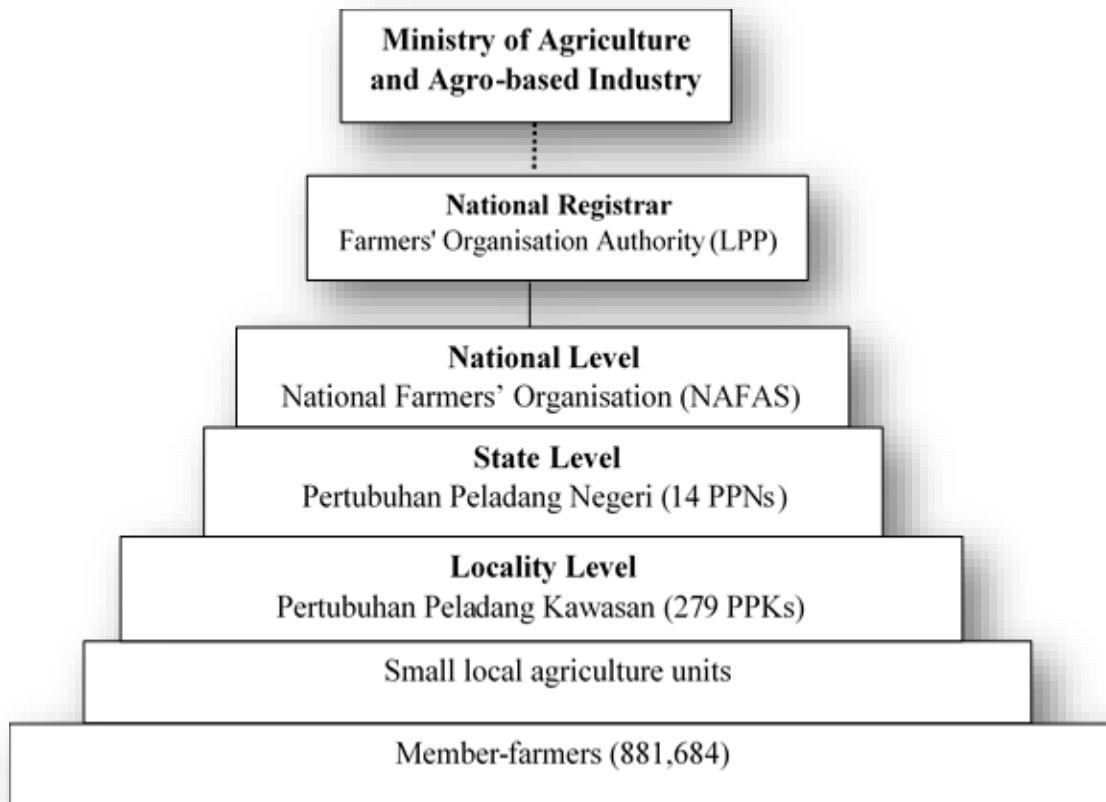 Ministry of Agriculture
and Agro-based Industry
National Registrar
Farmers' Organisation Authority (LPP)
National Level
National Farmers’ Organisation (NAFAS)
State Level
Pertubuhan Peladang Negeri (14 PPNs)
Locality Level
Pertubuhan Peladang Kawasan (279 PPKs)
Small local agriculture units
Member-farmers (881,684)